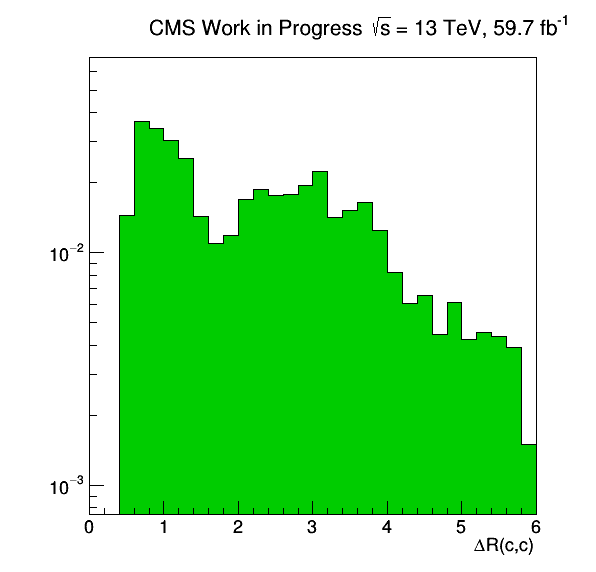 CMS Work in Progress √s = 13 TeV, 59.7 fb⁻¹
10⁻²
10⁻³
0 1 2 3 4 5 6
ΔR(c,c)